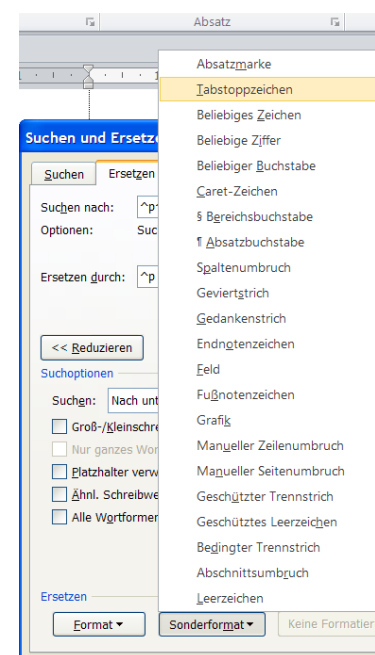 Absatz
Suchen und Ersetze
Suchen Ersetzen
Suchen nach: ^p
Optionen: Suc
Ersetzen durch: ^p
<< Reduzieren
Suchoptionen
Suchen: Nach unt
Groß-/Kleinschre
Nur ganzes Wor
Platzhalter verw
Ähnl. Schreibwe
Alle Wortformer
Ersetzen
Format Sonderformat Keine Formatier
Absatzmarke
Tabstoppzeichen
Beliebiges Zeichen
Beliebige Ziffer
Beliebiger Buchstabe
Caret-Zeichen
§ Bereichsbuchstabe
¶ Absatzbuchstabe
Spaltenumbruch
Geviertstrich
Gedankenstrich
Endnotenzeichen
Feld
Fußnotenzeichen
Grafik
Manueller Zeilenumbruch
Manueller Seitenumbruch
Geschützter Trennstrich
Geschütztes Leerzeichen
Bedingter Trennstrich
Abschnittsumbruch
Leerzeichen